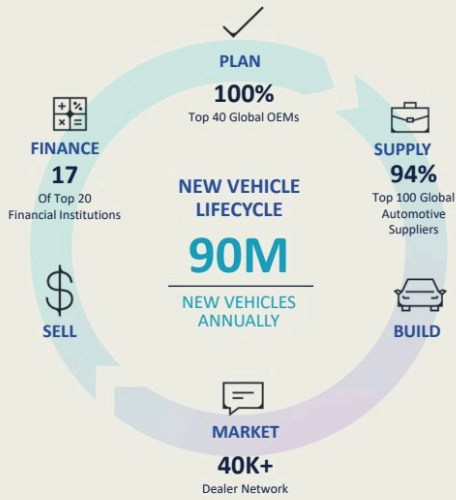 PLAN
100%
Top 40 Global OEMs
SUPPLY
94%
Top 100 Global
Automotive
Suppliers
BUILD
MARKET
40K+
Dealer Network
SELL
FINANCE
17
Of Top 20
Financial Institutions
NEW VEHICLE
LIFECYCLE
90M
NEW VEHICLES
ANNUALLY